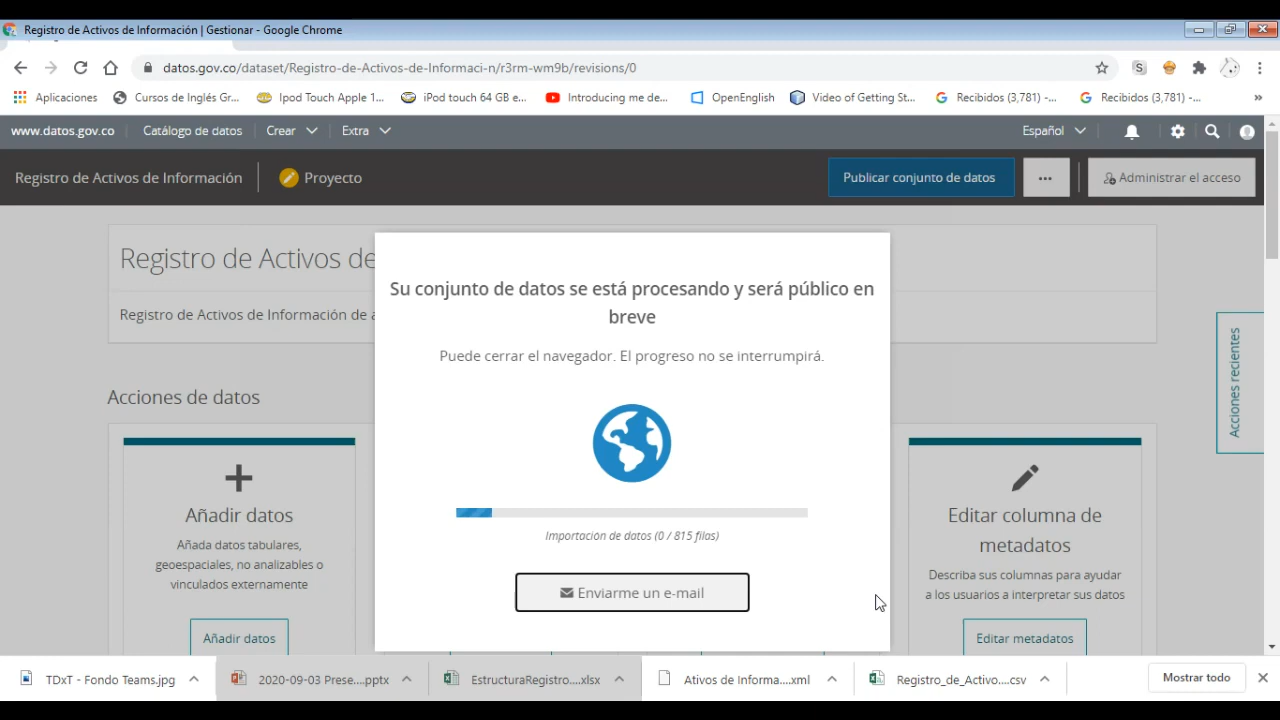 Registro de Activos de Información | Gestionar - Google Chrome
datos.gov.co/dataset/Registro-de-Activos-de-Informaci-n/r3rm-wm9b/revisions/0
Aplicaciones
Cursos de Inglés Gr...
Ipod Touch Apple 1...
iPod touch 64 GB e...
Introducing me de...
OpenEnglish
Video of Getting St...
Recibidos (3,781) -...
Recibidos (3,781) -...
www.datos.gov.co
Catálogo de datos
Crear
Extra
Español
Registro de Activos de Información
Proyecto
Publicar conjunto de datos
Administrar el acceso
Registro de Activos de
Registro de Activos de Información de a
Su conjunto de datos se está procesando y será público en
breve
Puede cerrar el navegador. El progreso no se interrumpirá.
Importación de datos (0 / 815 filas)
Enviarme un e-mail
Acciones recientes
Acciones de datos
Añadir datos
Añada datos tabulares,
geoespaciales, no analizables o
vinculados externamente
Añadir datos
Editar columna de
metadatos
Describa sus columnas para ayudar
a los usuarios a interpretar sus datos
Editar metadatos
TDxT - Fondo Teams.jpg
2020-09-03 Prese....pptx
EstructuraRegistro....xlsx
Ativos de Informa....xml
Registro_de_Activo....csv
Mostrar todo